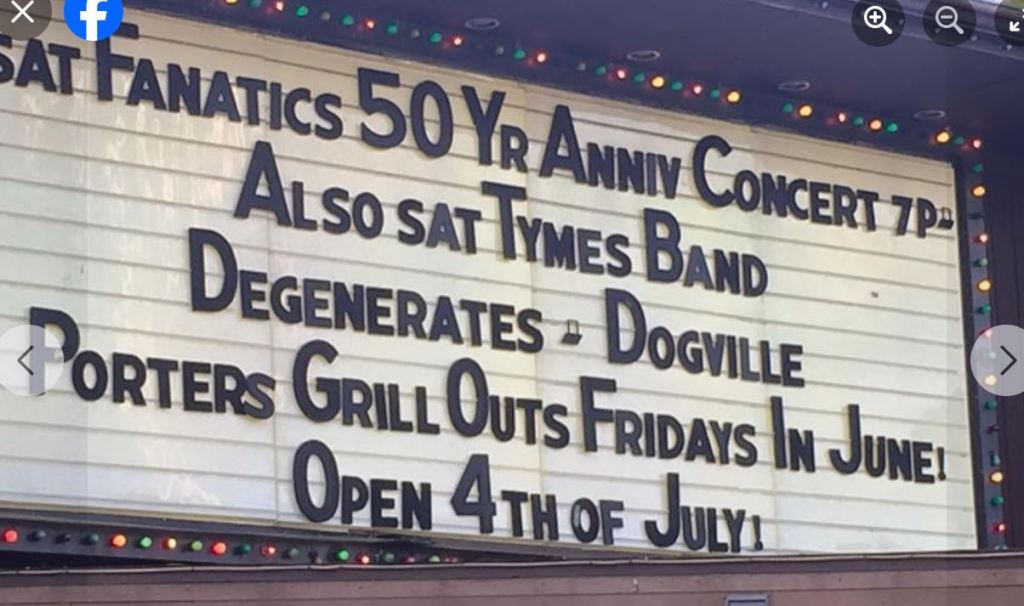 SAT FANATICS 50 YR ANNIV CONCERT 7P-
ALSO SAT TYMES BAND
DEGENERATES - DOGVILLE
PORTERS GRILL OUTS FRIDAYS IN JUNE!
OPEN 4TH OF JULY!